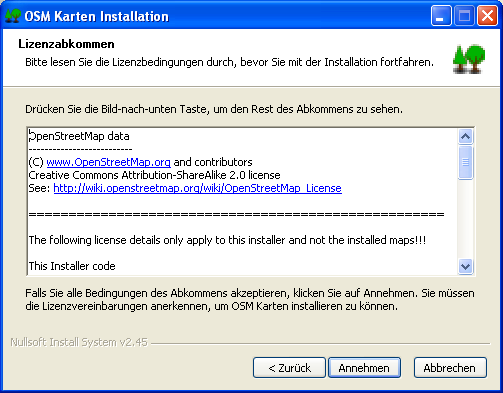 OSM Karten Installation
Lizenzabkommen
Bitte lesen Sie die Lizenzbedingungen durch, bevor Sie mit der Installation fortfahren.
Drücken Sie die Bild-nach-unten Taste, um den Rest des Abkommens zu sehen.
OpenStreetMap data
--------------------------
(C) www.OpenStreetMap.org and contributors
Creative Commons Attribution-ShareAlike 2.0 license
See: http://wiki.openstreetmap.org/wiki/OpenStreetMap_License
====================================================
The following license details only apply to this installer and not the installed maps!!!
This Installer code
Falls Sie alle Bedingungen des Abkommens akzeptieren, klicken Sie auf Annehmen. Sie müssen
die Lizenzvereinbarungen anerkennen, um OSM Karten installieren zu können.
Nullsoft Install System v2.45
< Zurück Annehmen Abbrechen